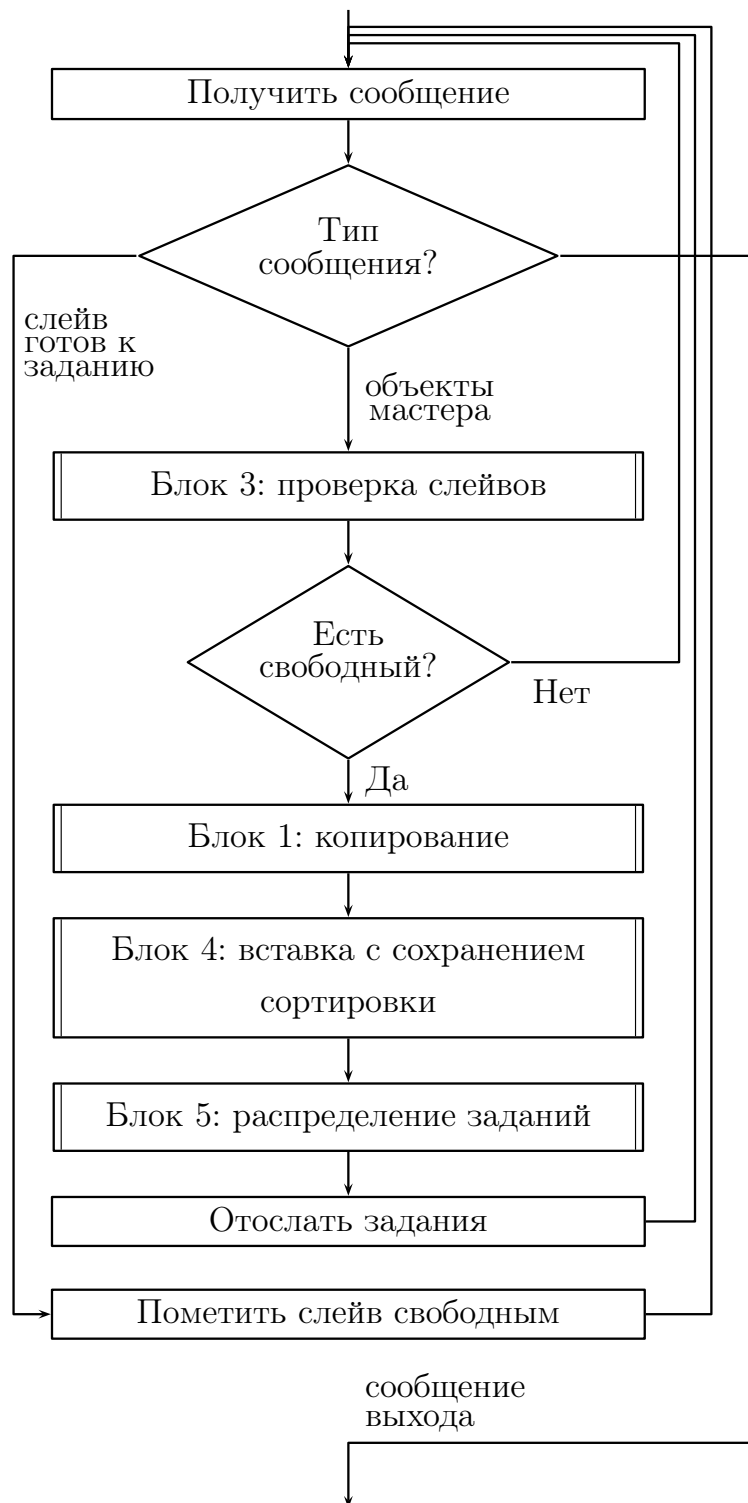 Получить сообщение
Тип
сообщения?
слейв
готов к
заданию
объекты
мастера
Блок 3: проверка слейвов
Есть
свободный?
Нет
Да
Блок 1: копирование
Блок 4: вставка с сохранением
сортировки
Блок 5: распределение заданий
Отослать задания
Пометить слейв свободным
сообщение
выхода